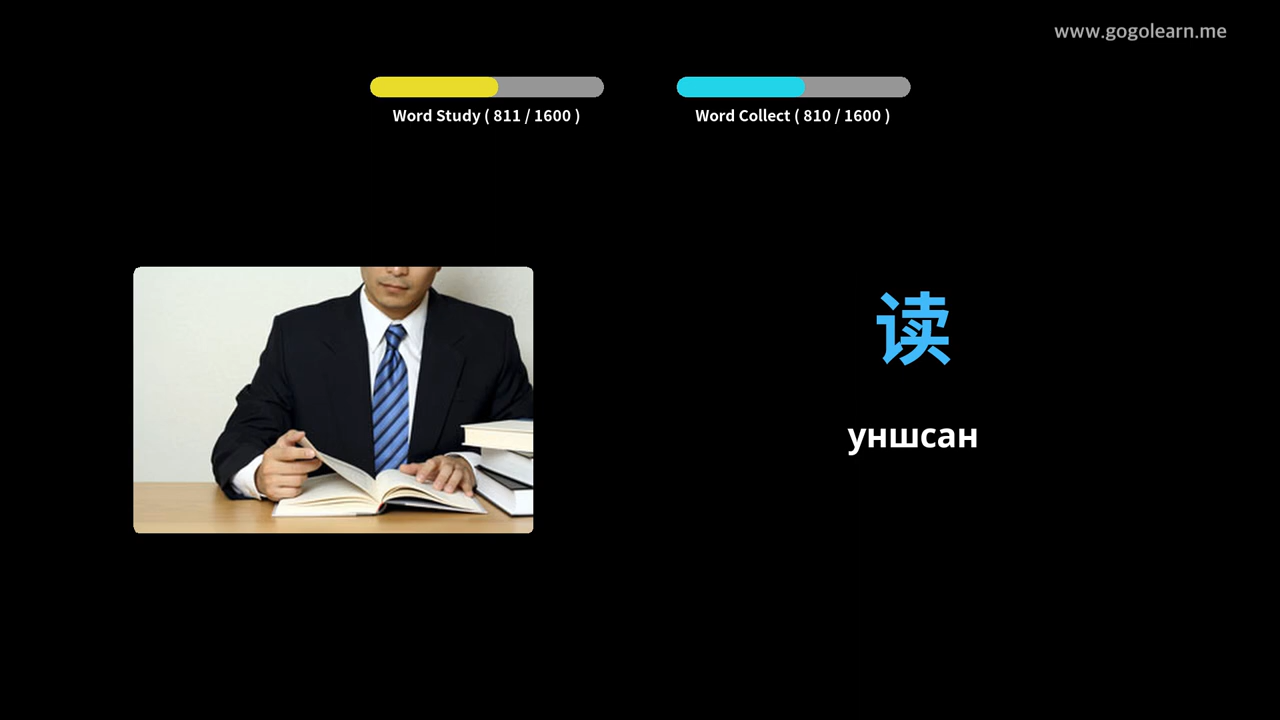 www.gogolearn.me
Word Study ( 811 / 1600 )
Word Collect ( 810 / 1600 )
读
уншсан